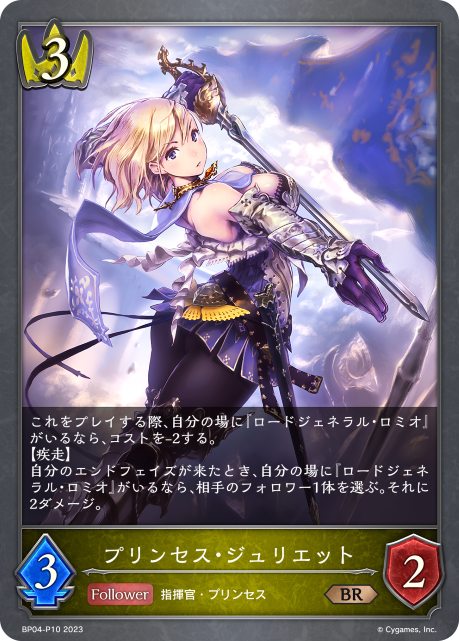 3
これをプレイする際、自分の場に『ロードジェネラル・ロミオ』
がいるなら、コストを-2する。
【疾走】
自分のエンドフェイズが来たとき、自分の場に『ロードジェネ
ラル・ロミオ』がいるなら、相手のフォロワー1体を選ぶ。それに
2ダメージ。
プリンセス・ジュリエット
3
Follower 指揮官・プリンセス BR
2
BP04-P10 2023 © Cygames, Inc.